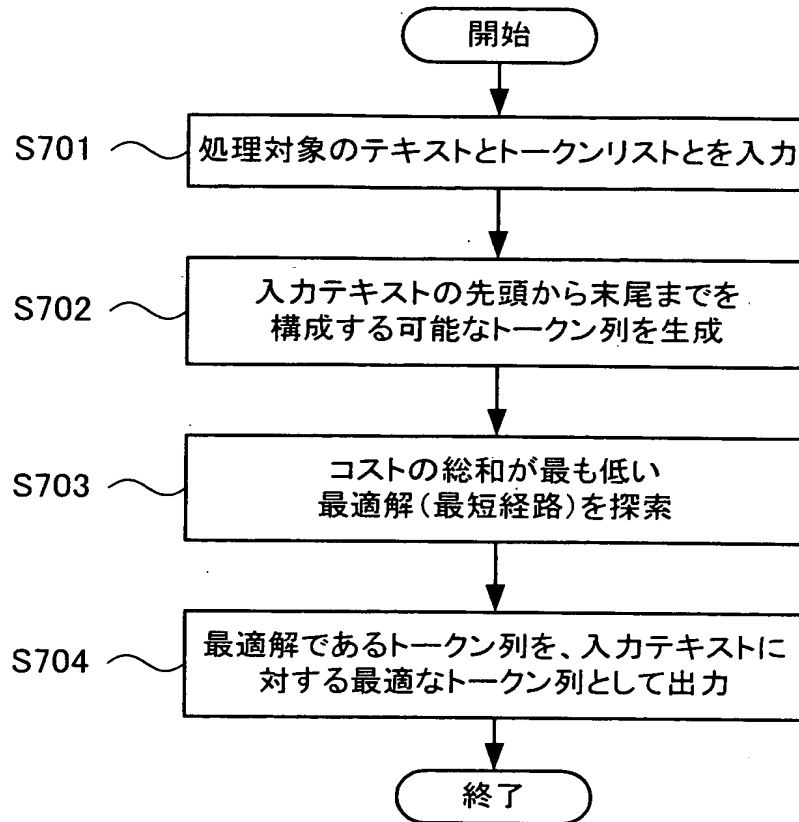 開始
S701
処理対象のテキストとトークンリストとを入力
S702
入力テキストの先頭から末尾までを
構成する可能なトークン列を生成
S703
コストの総和が最も低い
最適解(最短経路)を探索
S704
最適解であるトークン列を、入力テキストに
対する最適なトークン列として出力
終了